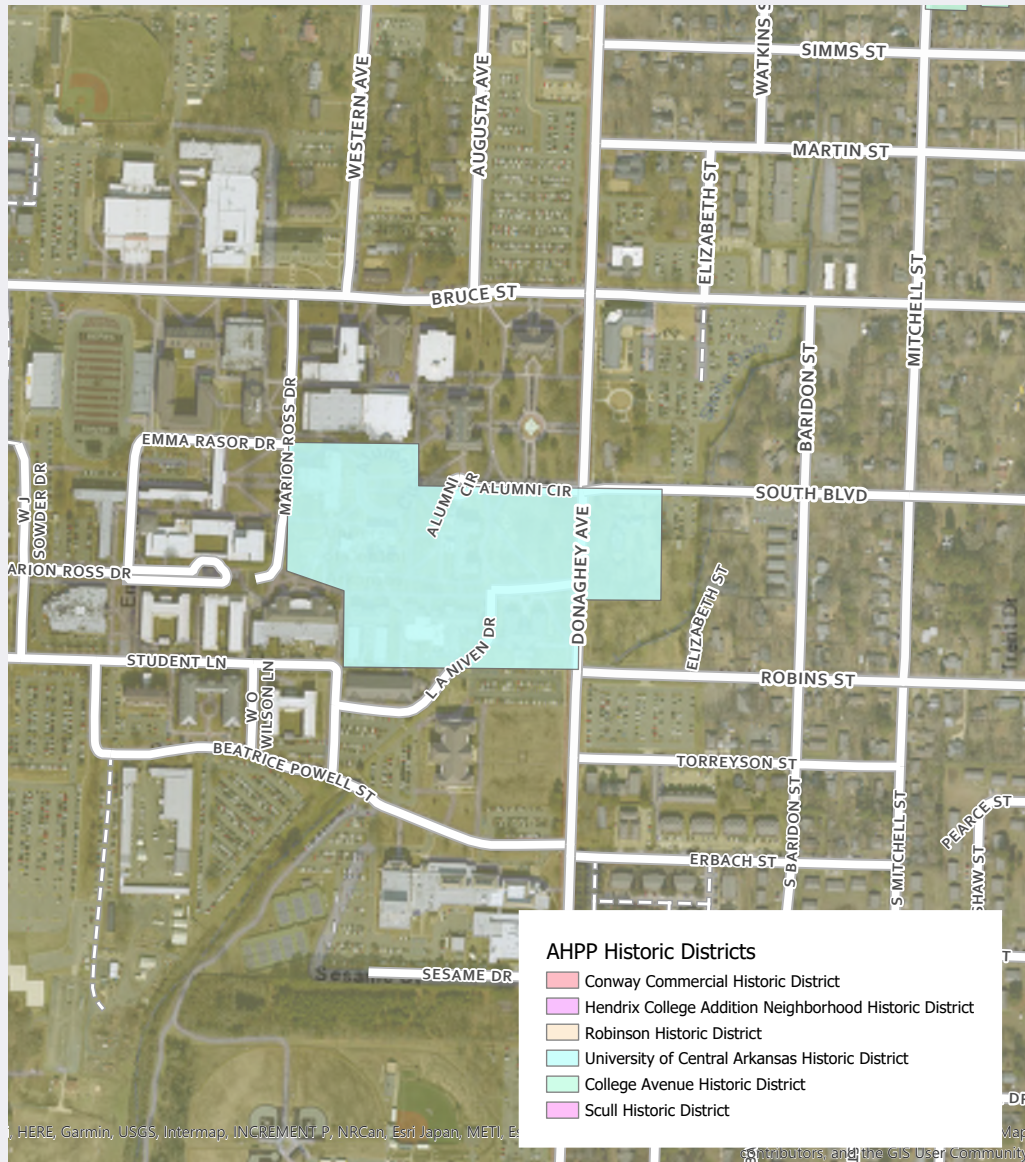 SIMMS ST
WATKINS S
MARTIN ST
WESTERN AVE
AUGUSTA AVE
ELIZABETH ST
MITCHELL ST
BRUCE ST
BARIDON ST
MARION ROSS DR
EMMA RASOR DR
W J
SOWDER DR
ALUMNI
CIR
ALUMNI CIR
SOUTH BLVD
DONAGHEY AVE
ARION ROSS DR
ELIZABETH ST
L A NIVEN DR
STUDENT LN
W O
WILSON LN
ROBINS ST
BEATRICE POWELL ST
TORREYSON ST
S BARIDON ST
S MITCHELL ST
PEARCE ST
SHAW ST
ERBACH ST
SESAME DR
AHPP Historic Districts
Conway Commercial Historic District
Hendrix College Addition Neighborhood Historic District
Robinson Historic District
University of Central Arkansas Historic District
College Avenue Historic District
Scull Historic District
T
DR
, HERE, Garmin, USGS, Intermap, INCREMENT P, NRCan, Esri Japan, METI, Es
Map
contributors, and the GIS User Community